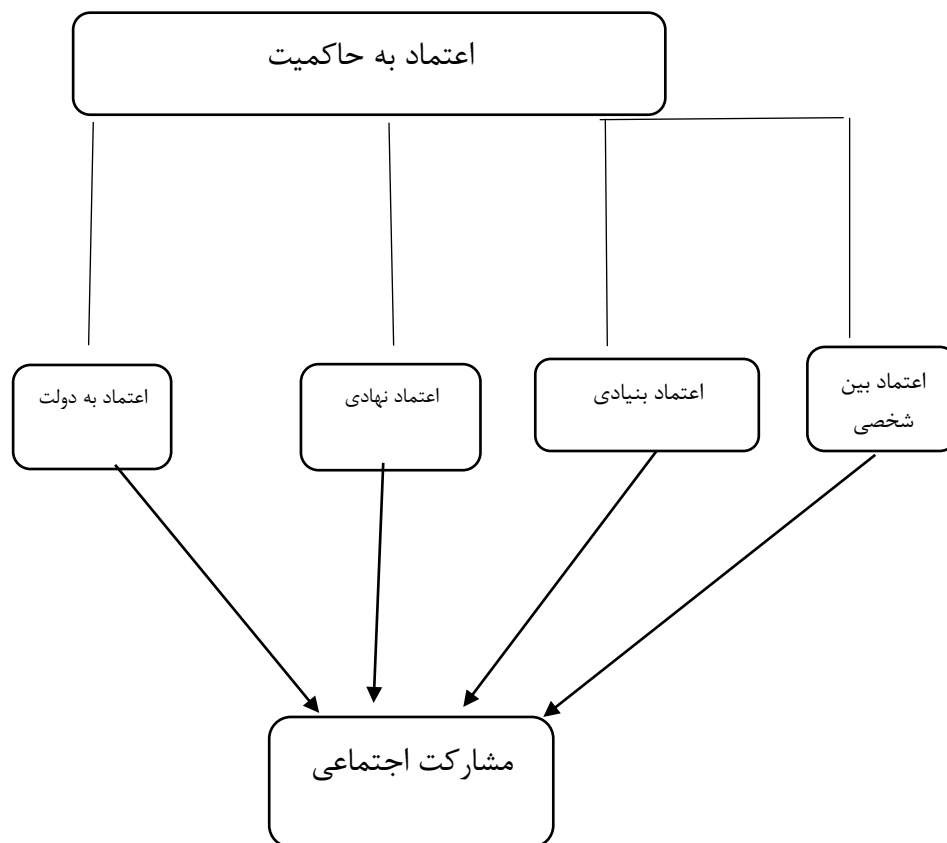 اعتماد به حاکمیت
اعتماد بین
شخصی
اعتماد بنیادی
اعتماد نهادی
اعتماد به دولت
مشارکت اجتماعی